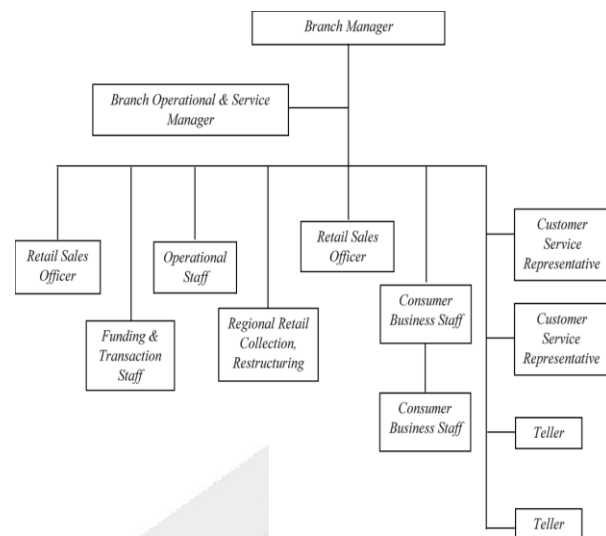 Branch Manager
Branch Operational & Service
Manager
Retail Sales
Officer
Operational
Staff
Retail Sales
Officer
Customer
Service
Representative
Funding &
Transaction
Staff
Regional Retail
Collection,
Restructuring
Consumer
Business Staff
Customer
Service
Representative
Consumer
Business Staff
Teller
Teller